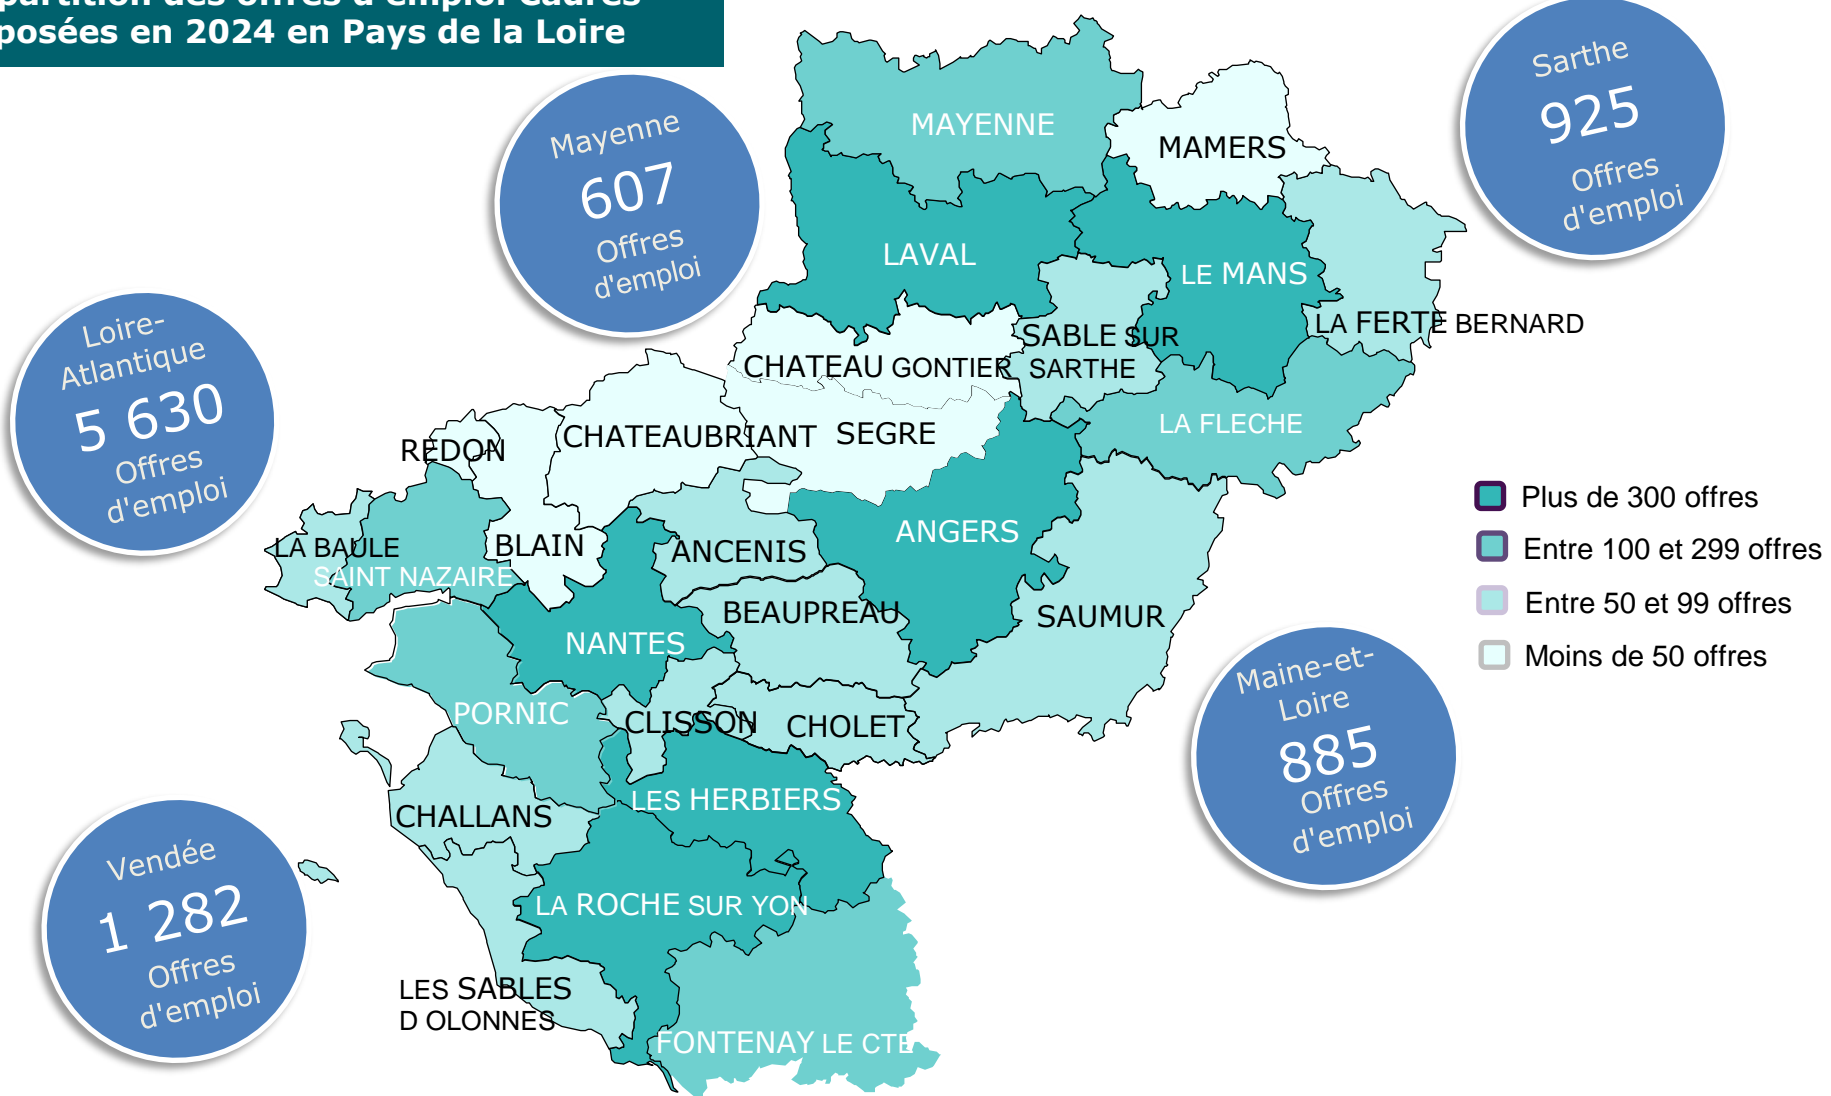 des offres d'emploi Cadres
en 2024 en Pays de la Loire
Mayenne
607
Offres
d'emploi
Sarthe
925
Offres
d'emploi
Loire-
Atlantique
5 630
Offres
d'emploi
Maine-et-
Loire
885
Offres
d'emploi
Vendée
1 282
Offres
d'emploi
MAYENNE
MAMERS
LAVAL
LE MANS
LA FERTE BERNARD
SABLE SUR
SARTHE
CHATEAU GONTIER
LA FLECHE
REDON
CHATEAUBRIANT
SEGRE
ANGERS
BLAIN
ANCENIS
LA BAULE
SAINT NAZAIRE
BEAUPREAU
SAUMUR
NANTES
PORNIC
CLISSON
CHOLET
LES HERBIERS
CHALLANS
LA ROCHE SUR YON
LES SABLES
D OLONNES
FONTENAY LE CTE
Plus de 300 offres
Entre 100 et 299 offres
Entre 50 et 99 offres
Moins de 50 offres